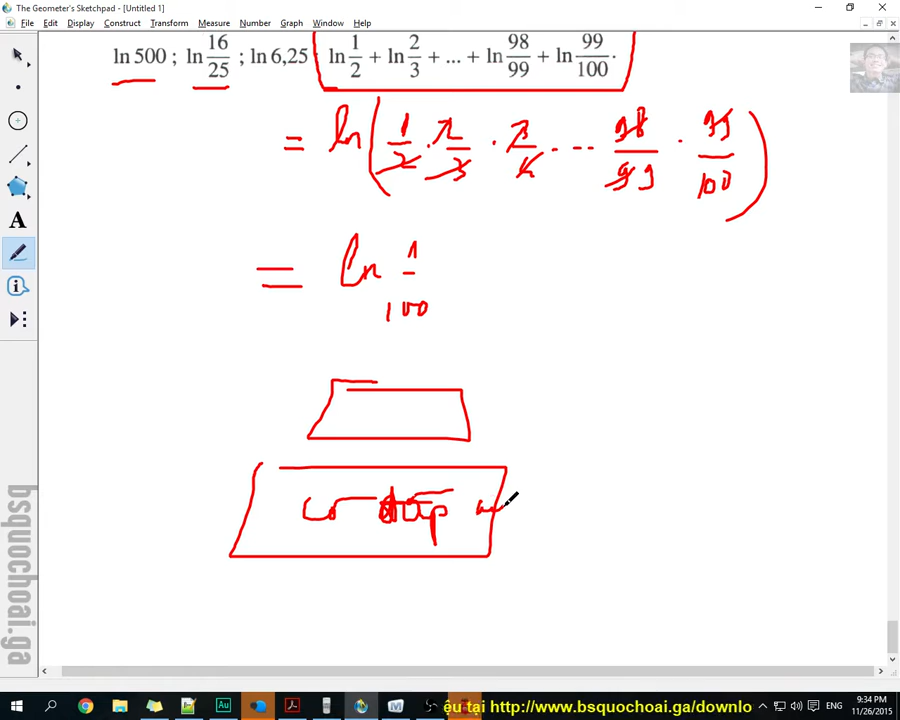 The Geometer's Sketchpad - [Untitled 1]
File Edit Display Construct Transform Measure Number Graph Window Help
ln 500 ; ln 16/25 ; ln 6,25 ln 1/2 + ln 2/3 + ... + ln 98/99 + ln 99/100 .
= ln ( 1/2 . 2/3 . 3/4 . ... 98/99 . 99/100 )
= ln 1/100
A
bsquochoai.ga
ENG 9:34 PM
êu tại http://www.bsquochoai.ga/downlo 11/26/2015